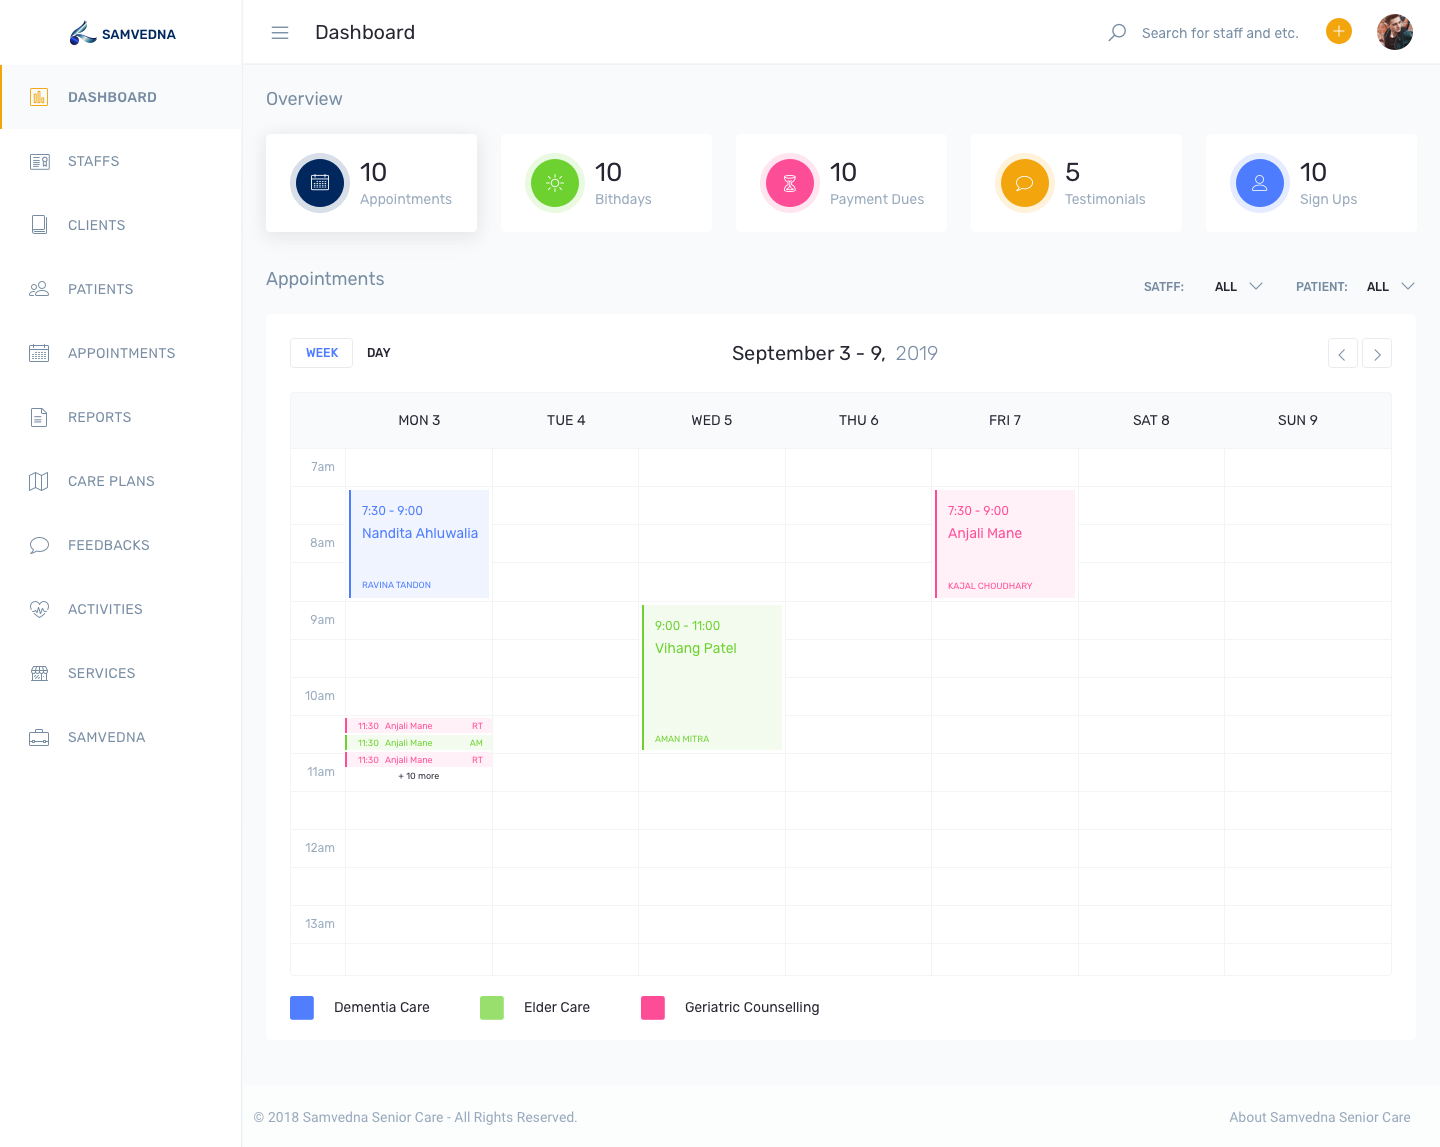 SAMVEDNA
Dashboard
Search for staff and etc.
DASHBOARD
STAFFS
CLIENTS
PATIENTS
APPOINTMENTS
REPORTS
CARE PLANS
FEEDBACKS
ACTIVITIES
SERVICES
SAMVEDNA
Overview
10
Appointments
10
Bithdays
10
Payment Dues
5
Testimonials
10
Sign Ups
Appointments
SATFF: ALL PATIENT: ALL
WEEK DAY
September 3 - 9, 2019
MON 3 TUE 4 WED 5 THU 6 FRI 7 SAT 8 SUN 9
7am
7:30 - 9:00
Nandita Ahluwalia
RAVINA TANDON
7:30 - 9:00
Anjali Mane
KAJAL CHOUDHARY
8am
9am
9:00 - 11:00
Vihang Patel
AMAN MITRA
10am
11:30 Anjali Mane RT
11:30 Anjali Mane AM
11:30 Anjali Mane RT
+ 10 more
11am
12am
13am
Dementia Care
Elder Care
Geriatric Counselling
© 2018 Samvedna Senior Care - All Rights Reserved.
About Samvedna Senior Care